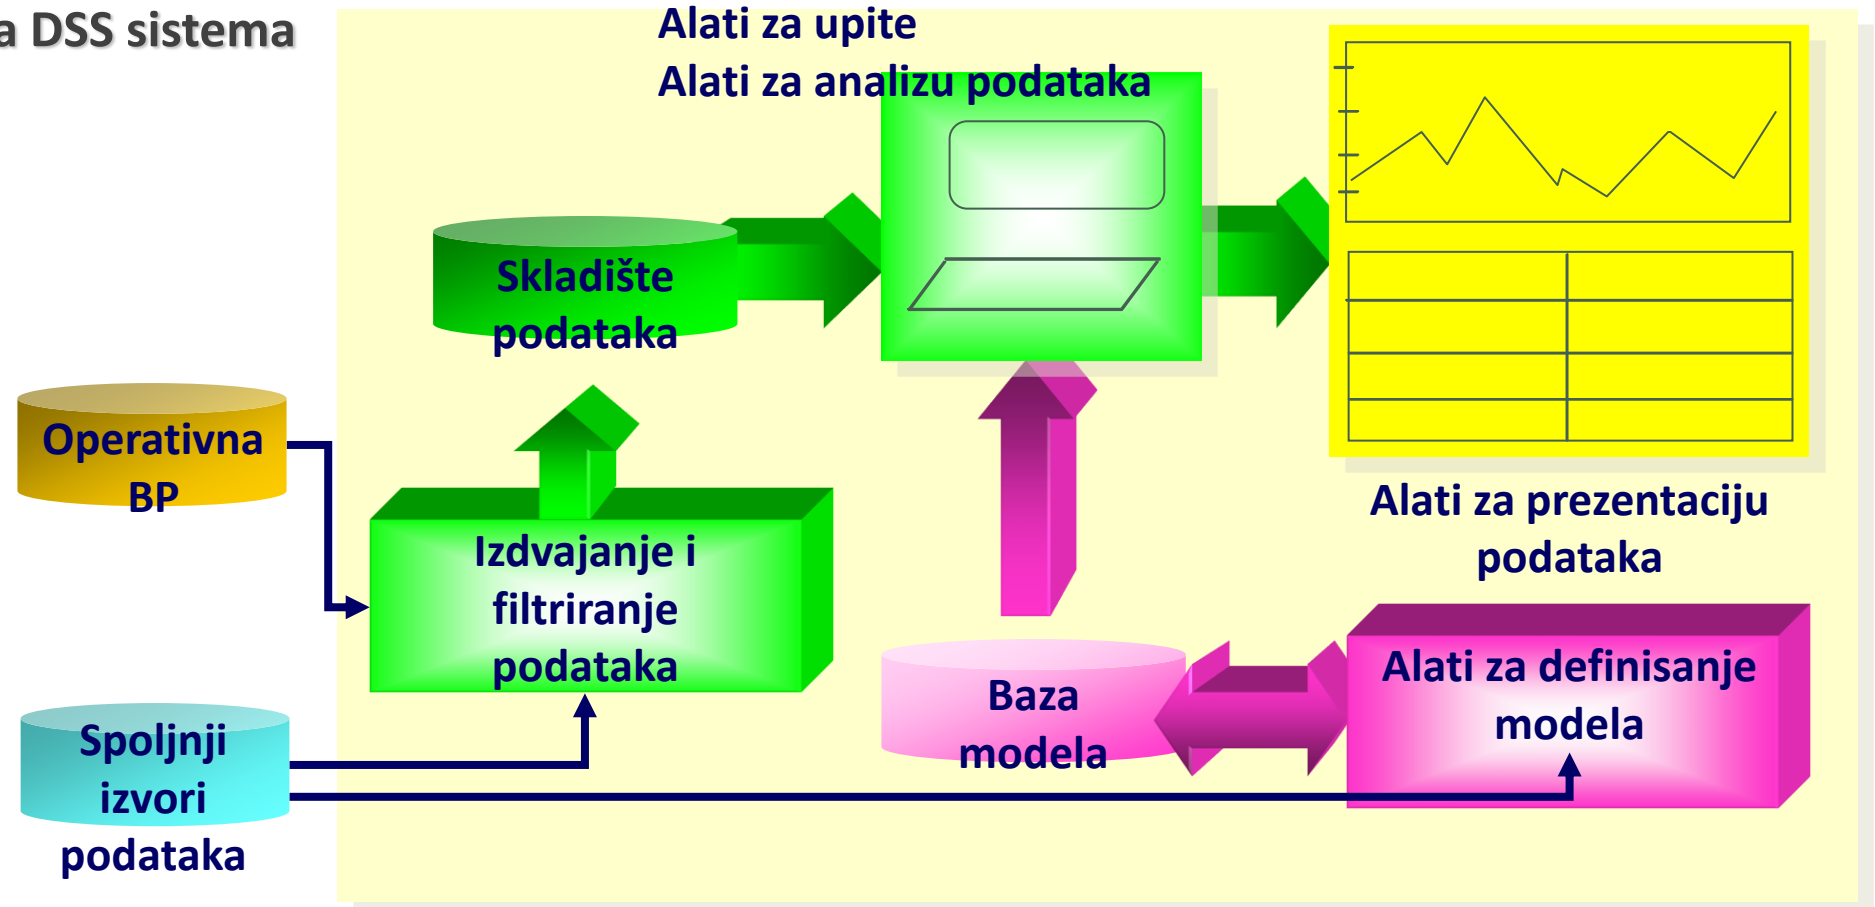 a DSS sistema
Alati za upite
Alati za analizu podataka
Skladište
podataka
Operativna
BP
Izdvajanje i
filtriranje
podataka
Alati za prezentaciju
podataka
Spoljnji
izvori
podataka
Baza
modela
Alati za definisanje
modela